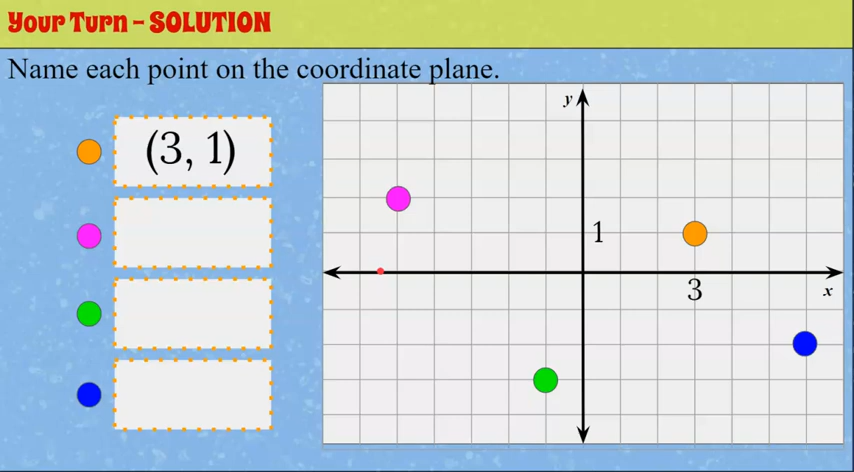 Your Turn – SOLUTION
Name each point on the coordinate plane.
y
(3, 1)
1
3
x